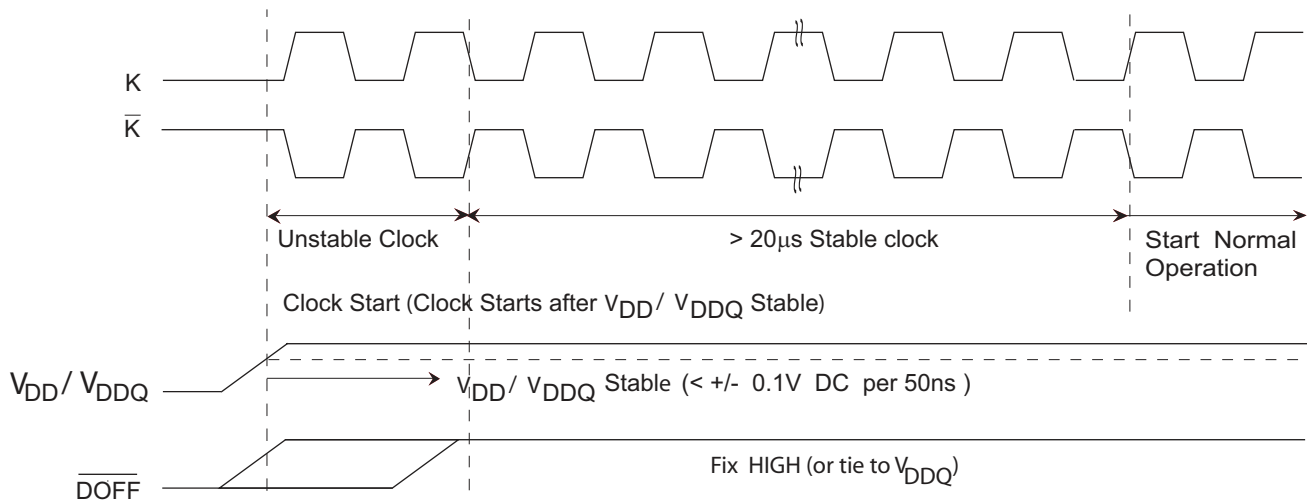 K
K̅
Unstable Clock
> 20μs Stable clock
Start Normal
Operation
Clock Start (Clock Starts after VDD / VDDQ Stable)
VDD / VDDQ
VDD / VDDQ Stable (< +/- 0.1V DC per 50ns )
Fix HIGH (or tie to VDDQ)
D̅O̅F̅F̅